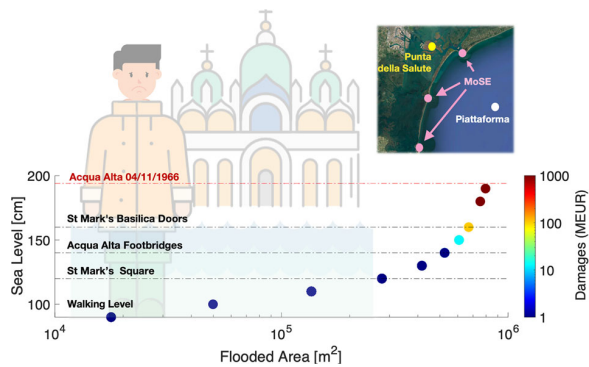 Punta
della Salute
MoSE
Piattaforma
Acqua Alta 04/11/1966
St Mark's Basilica Doors
Acqua Alta Footbridges
St Mark's Square
Walking Level
200
150
100
Sea Level [cm]
10^4
10^5
10^6
Flooded Area [m^2]
1000
100
10
1
Damages (MEUR)